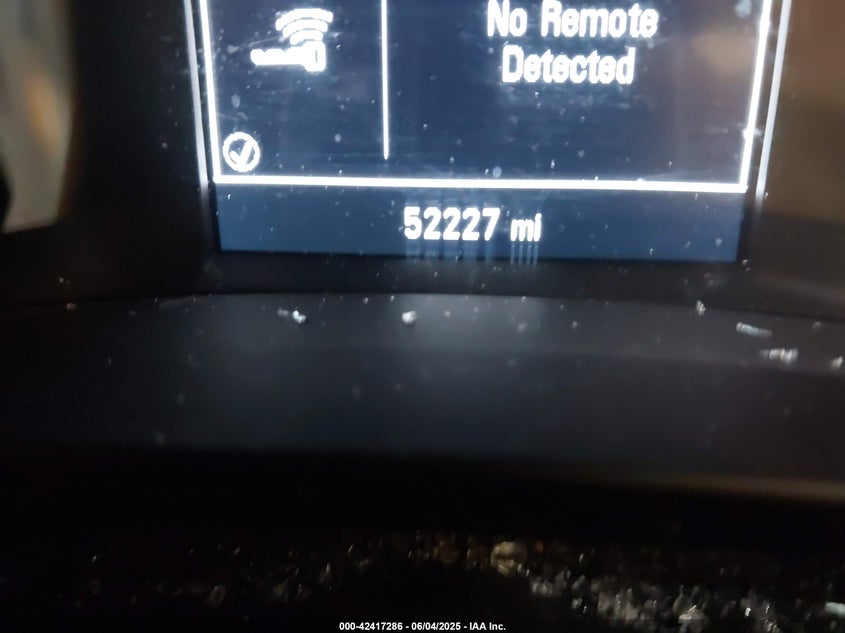 No Remote
Detected
52227 mi
000-42417286 - 06/04/2025 - IAA Inc.